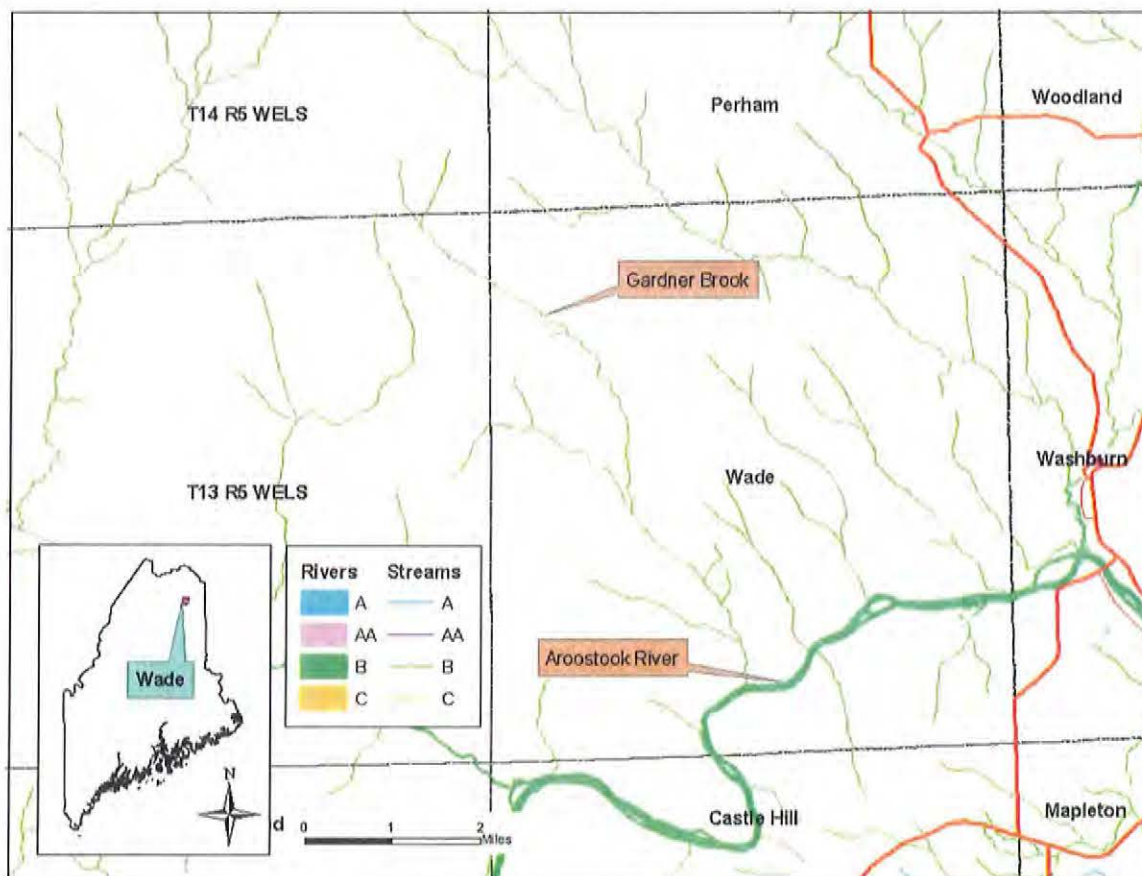 T14 R5 WELS
Perham
Woodland
Gardner Brook
Wade
Washburn
T13 R5 WELS
Rivers Streams
A A
AA AA
B B
C C
Wade
Aroostook River
N
d
0 1 2
Miles
Castle Hill
Mapleton